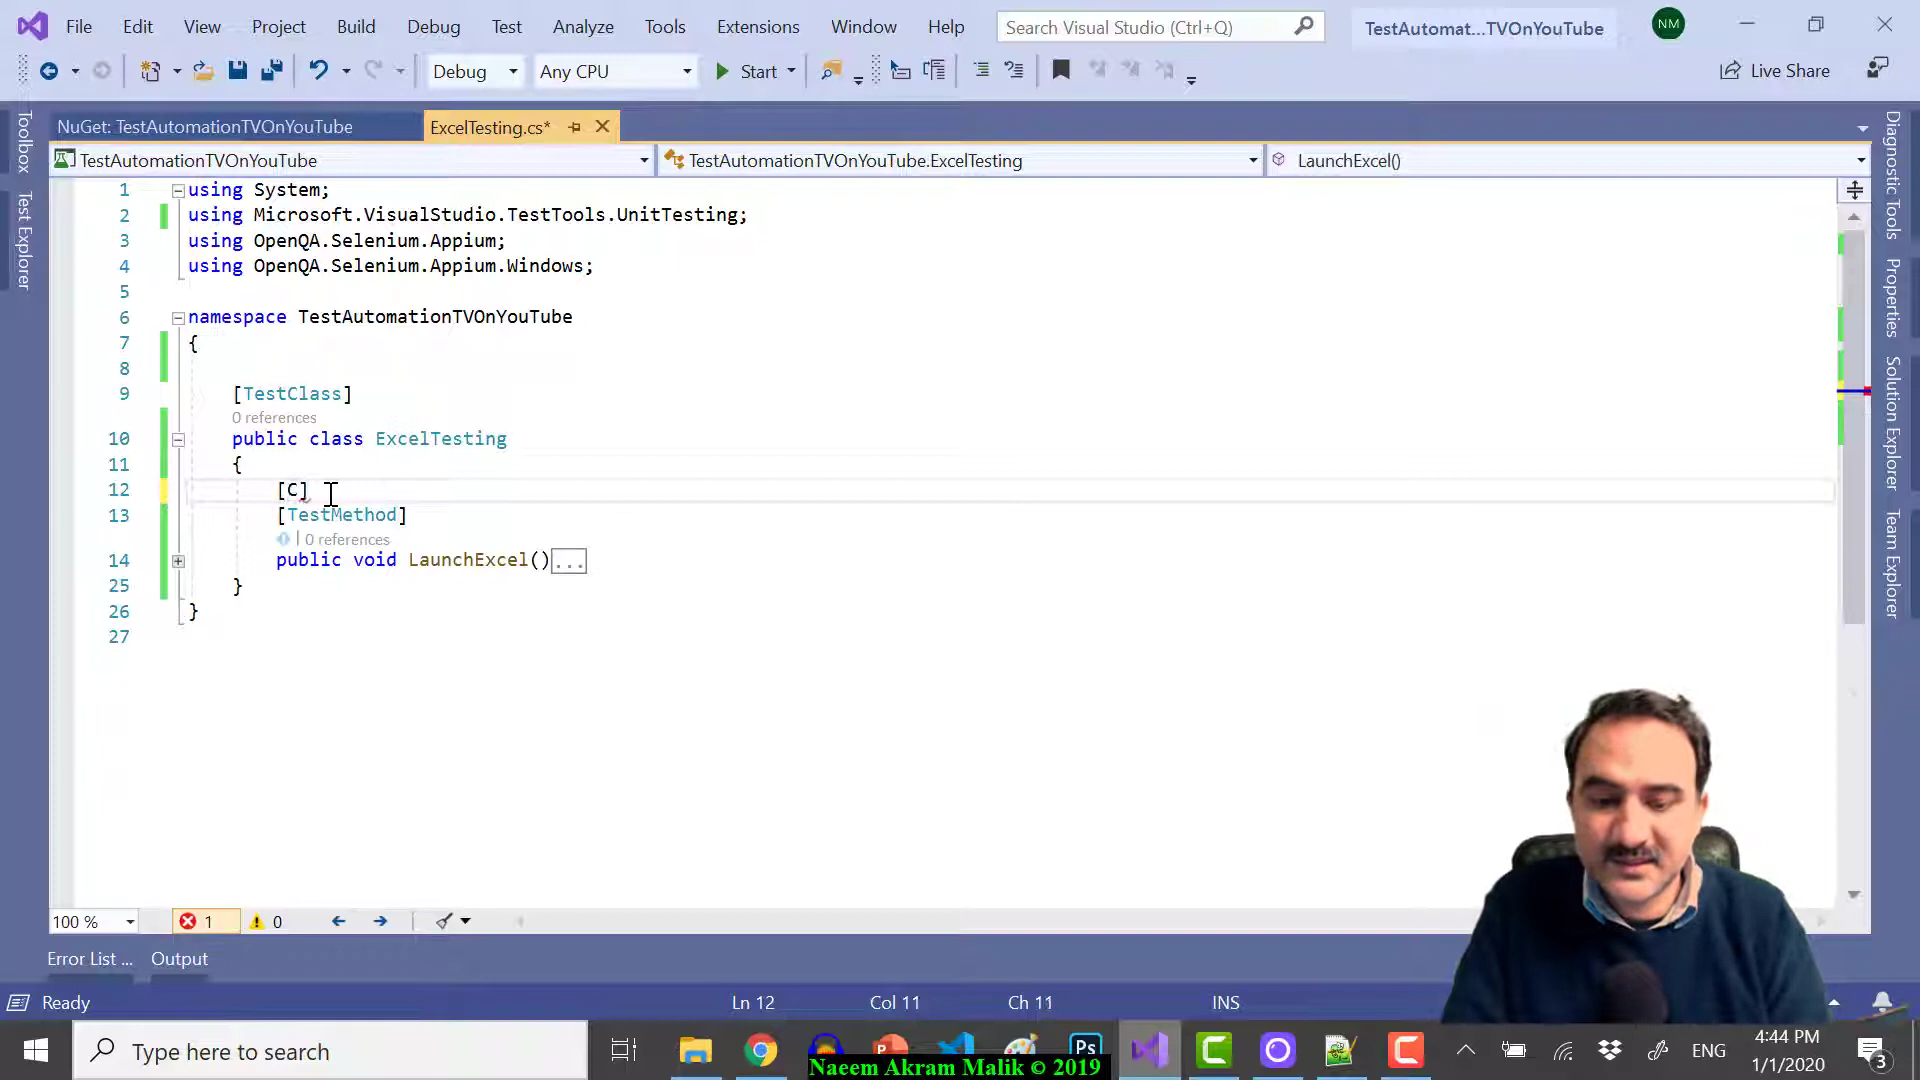 File Edit View Project Build Debug Test Analyze Tools Extensions Window Help Search Visual Studio (Ctrl+Q) TestAutomat...TVOnYouTube NM
Debug Any CPU Start Live Share
NuGet: TestAutomationTVOnYouTube ExcelTesting.cs*
TestAutomationTVOnYouTube TestAutomationTVOnYouTube.ExcelTesting LaunchExcel()
Toolbox
Test Explorer
1 using System;
2 using Microsoft.VisualStudio.TestTools.UnitTesting;
3 using OpenQA.Selenium.Appium;
4 using OpenQA.Selenium.Appium.Windows;
5
6 namespace TestAutomationTVOnYouTube
7 {
8
9 [TestClass]
0 references
10 public class ExcelTesting
11 {
12 [C]
13 [TestMethod]
0 references
14 public void LaunchExcel()...
25 }
26 }
27
Diagnostic Tools
Properties
Solution Explorer
Team Explorer
100 % 1 0
Error List ... Output
Ready Ln 12 Col 11 Ch 11 INS
Type here to search Ps ENG 4:44 PM
1/1/2020 3
Naeem Akram Malik © 2019